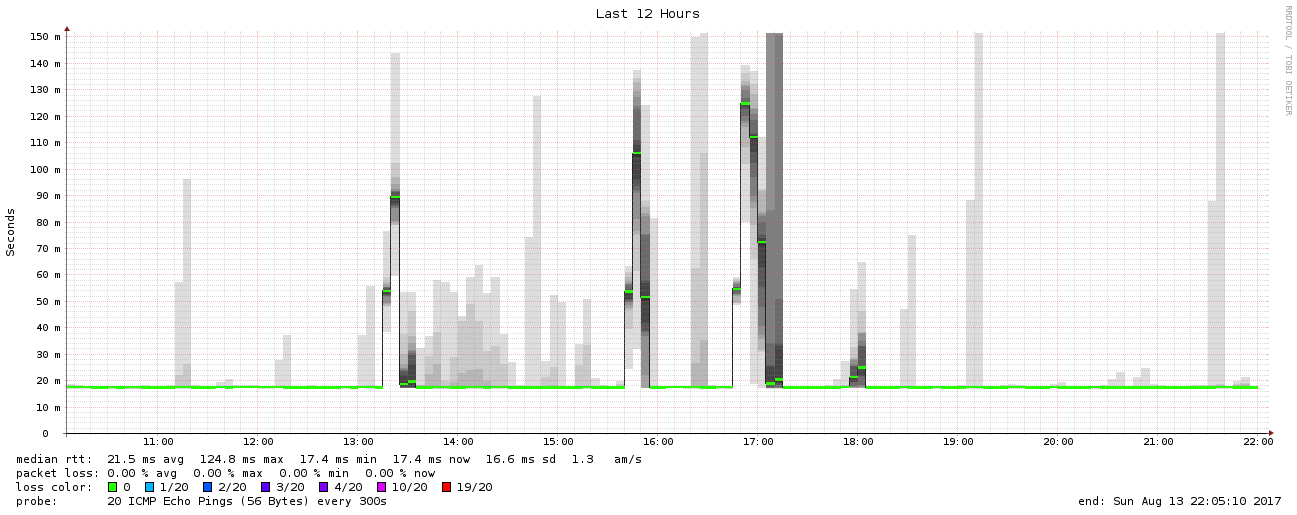 Last 12 Hours
RRDTOOL / TOBI OETIKER
Seconds
150 m
140 m
130 m
120 m
110 m
100 m
90 m
80 m
70 m
60 m
50 m
40 m
30 m
20 m
10 m
0
11:00 12:00 13:00 14:00 15:00 16:00 17:00 18:00 19:00 20:00 21:00 22:00
median rtt: 21.5 ms avg 124.8 ms max 17.4 ms min 17.4 ms now 16.6 ms sd 1.3 am/s
packet loss: 0.00 % avg 0.00 % max 0.00 % min 0.00 % now
loss color: 0 1/20 2/20 3/20 4/20 10/20 19/20
probe: 20 ICMP Echo Pings (56 Bytes) every 300s
end: Sun Aug 13 22:05:10 2017